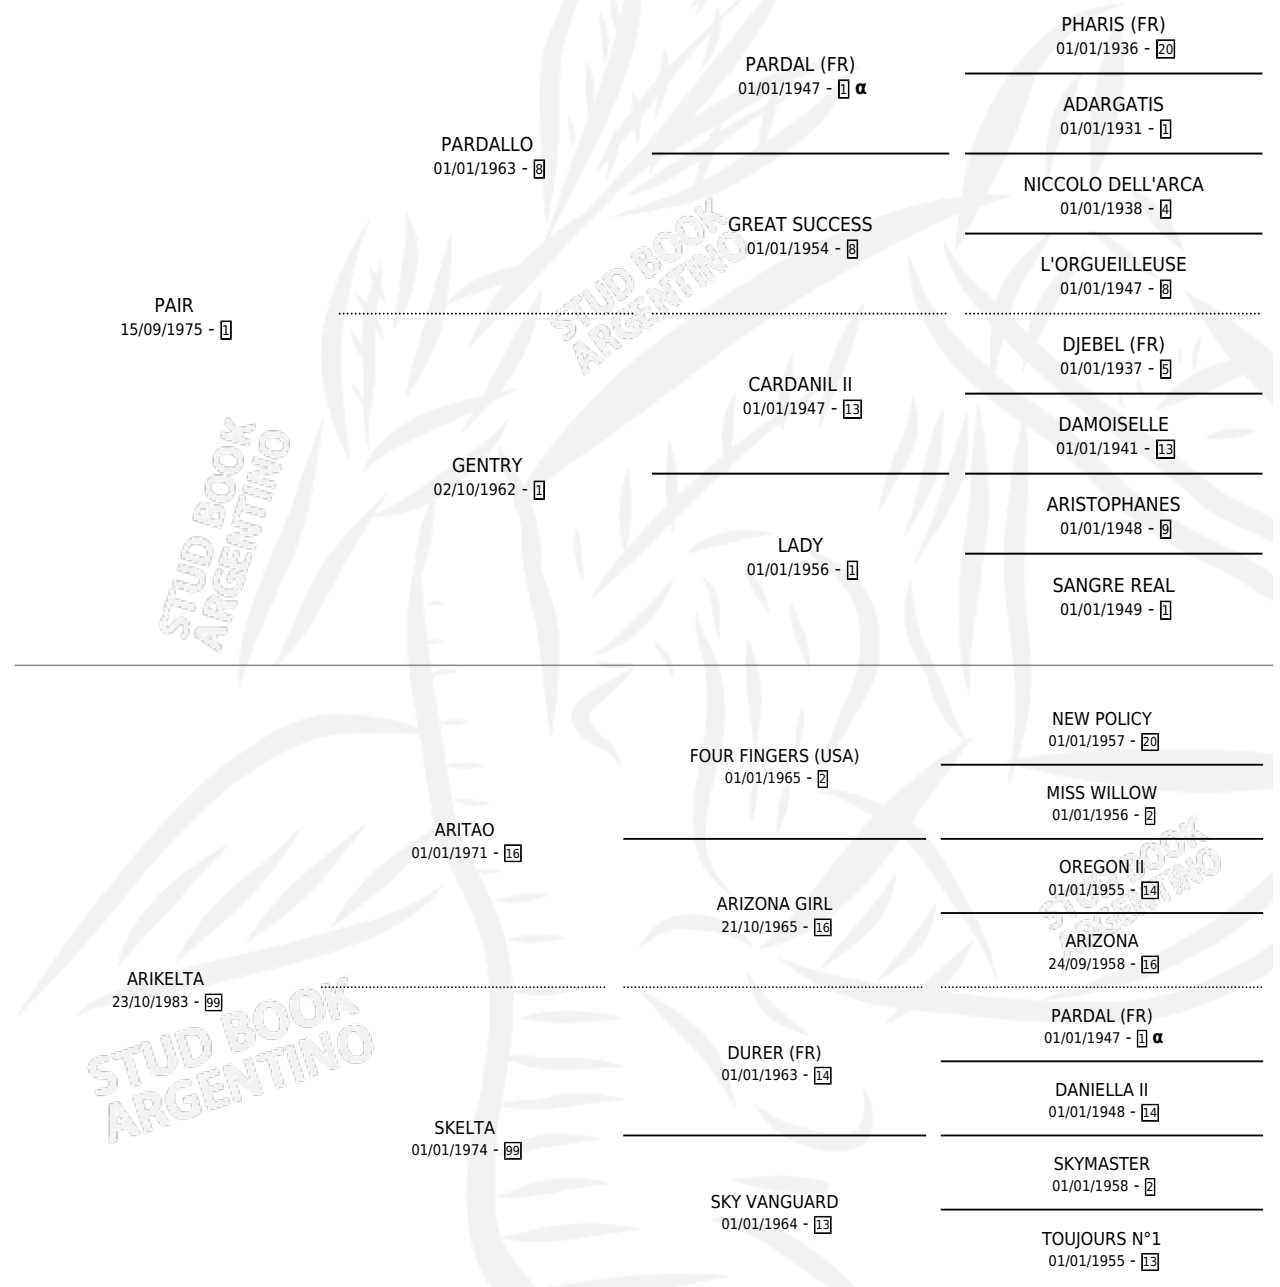 PHARIS (FR)
01/01/1936 - 20
PARDAL (FR)
01/01/1947 - 1 α
ADARGATIS
01/01/1931 - 1
PARDALLO
01/01/1963 - 8
NICCOLO DELL'ARCA
01/01/1938 - 4
GREAT SUCCESS
01/01/1954 - 8
L'ORGUEILLEUSE
01/01/1947 - 8
PAIR
15/09/1975 - 1
DJEBEL (FR)
01/01/1937 - 5
CARDANIL II
01/01/1947 - 13
DAMOISELLE
01/01/1941 - 13
GENTRY
02/10/1962 - 1
ARISTOPHANES
01/01/1948 - 9
LADY
01/01/1956 - 1
SANGRE REAL
01/01/1949 - 1
NEW POLICY
01/01/1957 - 20
FOUR FINGERS (USA)
01/01/1965 - 2
MISS WILLOW
01/01/1956 - 2
ARITAO
01/01/1971 - 16
OREGON II
01/01/1955 - 14
ARIZONA GIRL
21/10/1965 - 16
ARIZONA
24/09/1958 - 16
ARIKELTA
23/10/1983 - 99
PARDAL (FR)
01/01/1947 - 1 α
DURER (FR)
01/01/1963 - 14
DANIELLA II
01/01/1948 - 14
SKELTA
01/01/1974 - 99
SKYMASTER
01/01/1958 - 2
SKY VANGUARD
01/01/1964 - 13
TOUJOURS N°1
01/01/1955 - 13
STUD BOOK
ARGENTINO
STUD BOOK
ARGENTINO
STUD BOOK
ARGENTINO
STUD BOOK
ARGENTINO